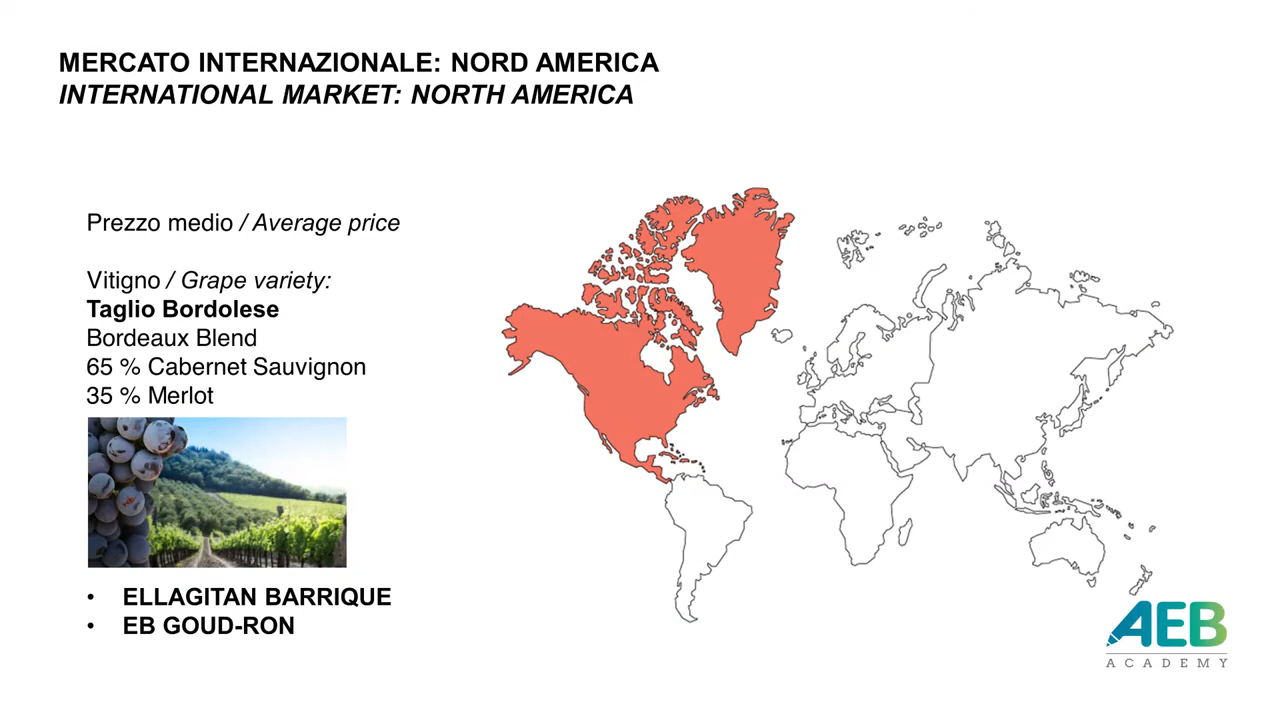 MERCATO INTERNAZIONALE: NORD AMERICA
INTERNATIONAL MARKET: NORTH AMERICA
Prezzo medio / Average price
Vitigno / Grape variety:
Taglio Bordolese
Bordeaux Blend
65 % Cabernet Sauvignon
35 % Merlot
• ELLAGITAN BARRIQUE
• EB GOUD-RON
AEB
ACADEMY